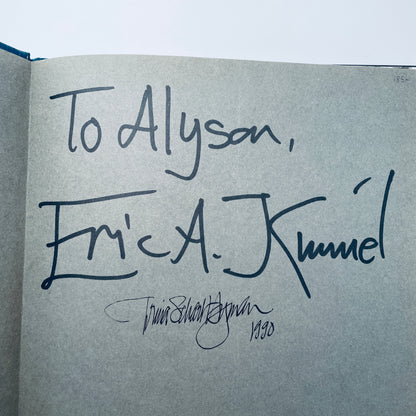 To Alyson,
Eric A. Kimmel
Trina Schart Hyman
1990